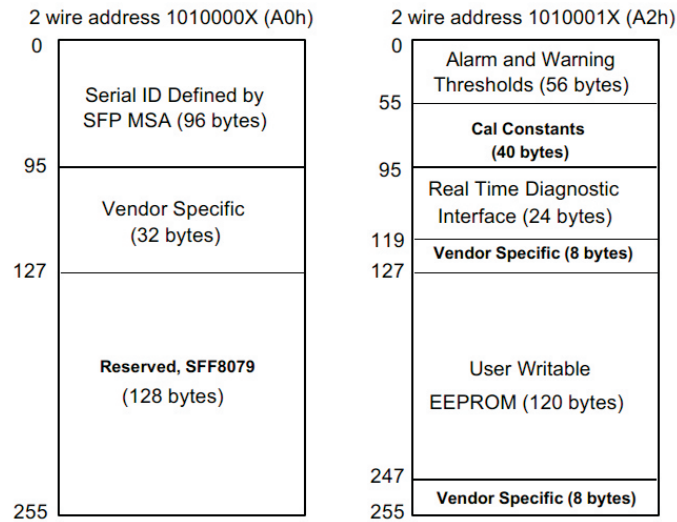 2 wire address 1010000X (A0h)
0
Serial ID Defined by
SFP MSA (96 bytes)
95
Vendor Specific
(32 bytes)
127
Reserved, SFF8079
(128 bytes)
255
2 wire address 1010001X (A2h)
0
Alarm and Warning
Thresholds (56 bytes)
55
Cal Constants
(40 bytes)
95
Real Time Diagnostic
Interface (24 bytes)
119
Vendor Specific (8 bytes)
127
User Writable
EEPROM (120 bytes)
247
Vendor Specific (8 bytes)
255